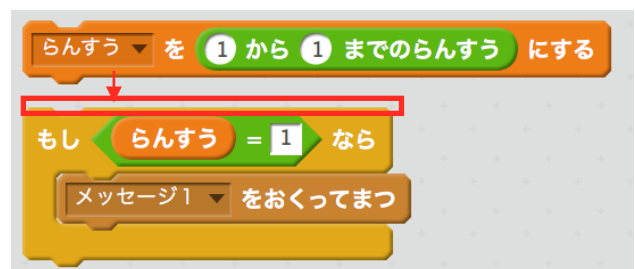 らんすう を 1 から 1 までのらんすう にする
もし らんすう = 1 なら
メッセージ1 をおくってまつ